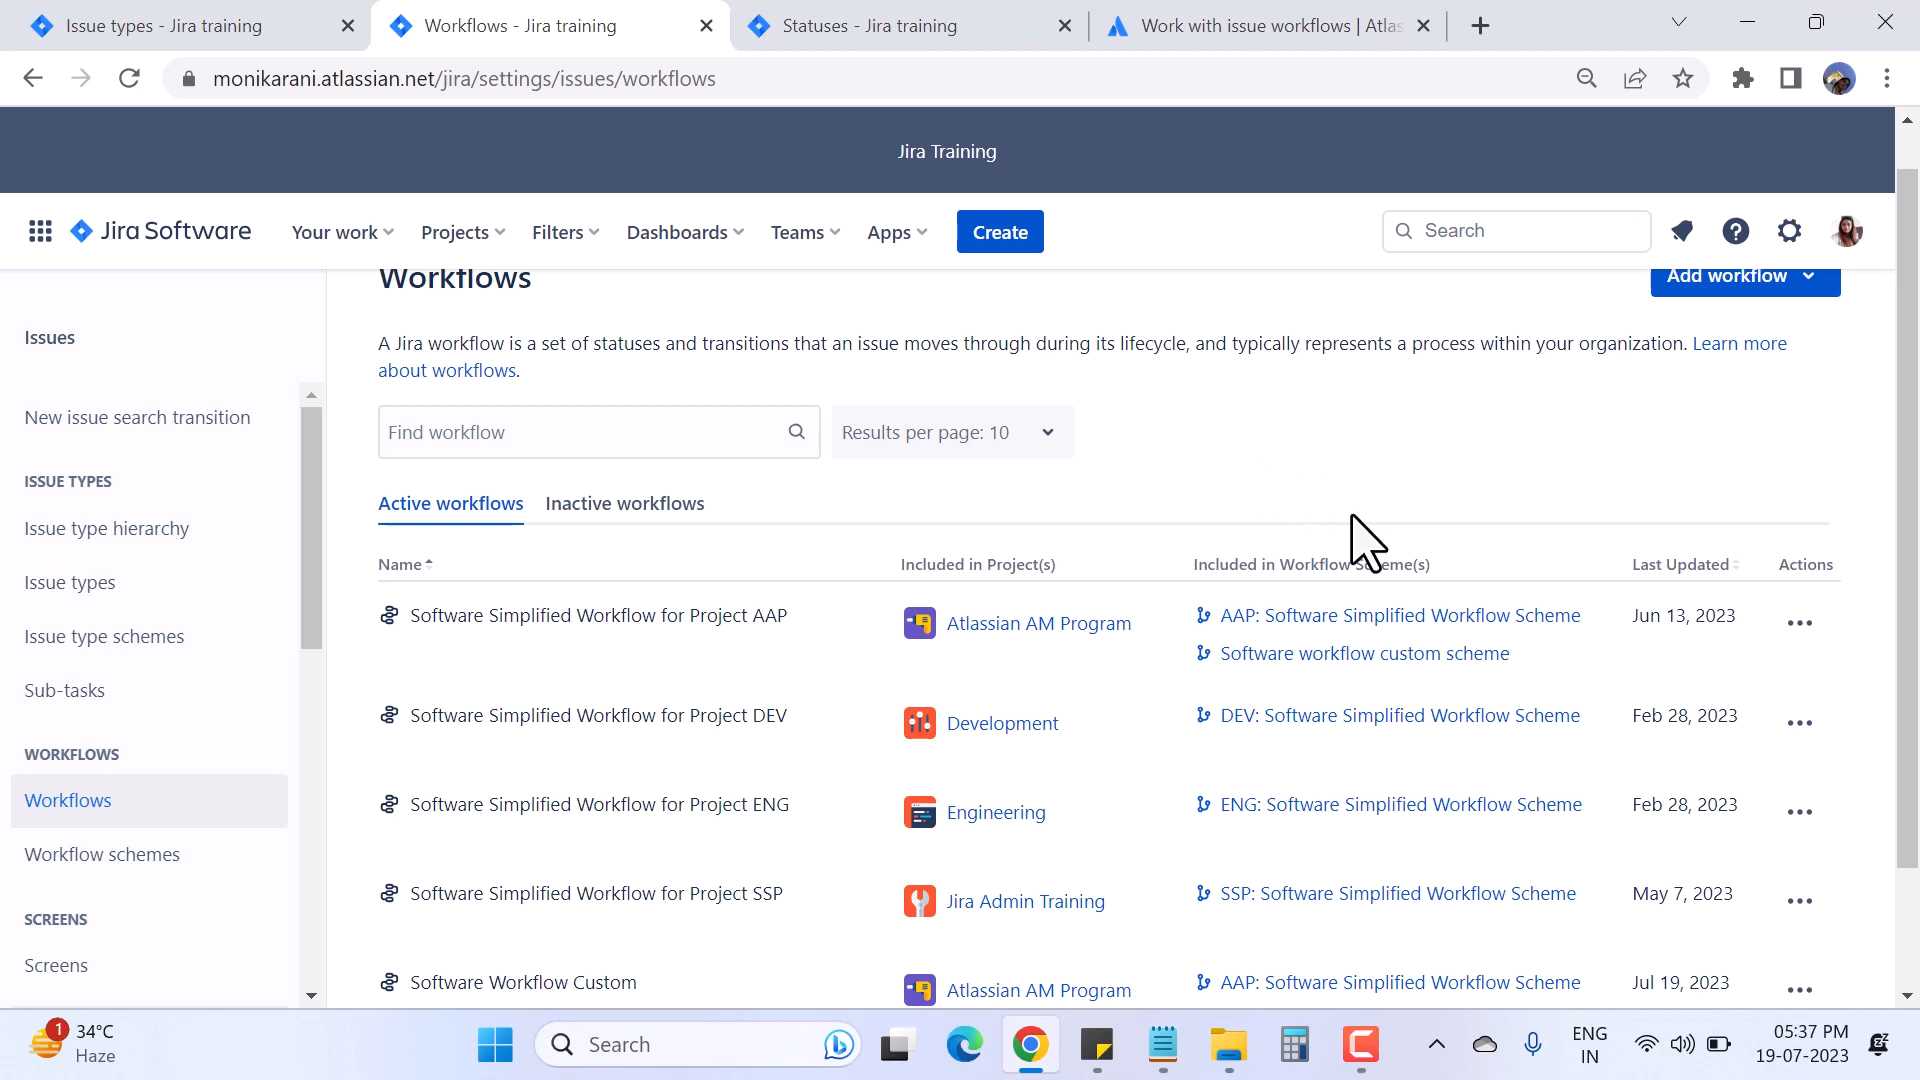 Issue types - Jira training
Workflows - Jira training
Statuses - Jira training
Work with issue workflows | Atlas
monikarani.atlassian.net/jira/settings/issues/workflows
Jira Training
Jira Software
Your work
Projects
Filters
Dashboards
Teams
Apps
Create
Search
Workflows
Add workflow
Issues
New issue search transition
ISSUE TYPES
Issue type hierarchy
Issue types
Issue type schemes
Sub-tasks
WORKFLOWS
Workflows
Workflow schemes
SCREENS
Screens
A Jira workflow is a set of statuses and transitions that an issue moves through during its lifecycle, and typically represents a process within your organization. Learn more
about workflows.
Find workflow
Results per page: 10
Active workflows
Inactive workflows
Name Included in Project(s) Included in Workflow Scheme(s) Last Updated Actions
Software Simplified Workflow for Project AAP Atlassian AM Program AAP: Software Simplified Workflow Scheme Jun 13, 2023
Software workflow custom scheme
Software Simplified Workflow for Project DEV Development DEV: Software Simplified Workflow Scheme Feb 28, 2023
Software Simplified Workflow for Project ENG Engineering ENG: Software Simplified Workflow Scheme Feb 28, 2023
Software Simplified Workflow for Project SSP Jira Admin Training SSP: Software Simplified Workflow Scheme May 7, 2023
Software Workflow Custom Atlassian AM Program AAP: Software Simplified Workflow Scheme Jul 19, 2023
1
34°C
Haze
Search
ENG
IN
05:37 PM
19-07-2023